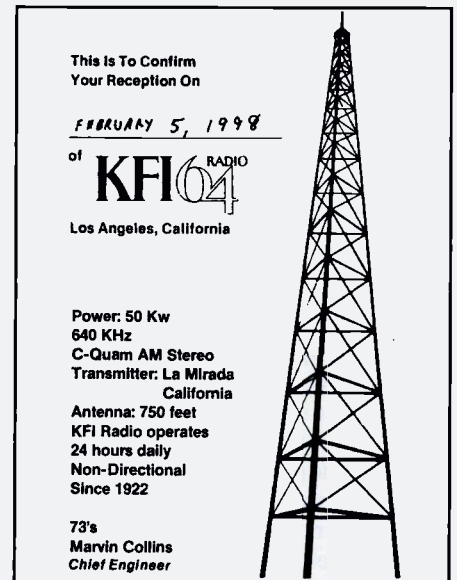 This Is To Confirm
Your Reception On
FEBRUARY 5, 1998
of KFI 64 RADIO
Los Angeles, California
Power: 50 Kw
640 KHz
C-Quam AM Stereo
Transmitter: La Mirada
California
Antenna: 750 feet
KFI Radio operates
24 hours daily
Non-Directional
Since 1922
73's
Marvin Collins
Chief Engineer